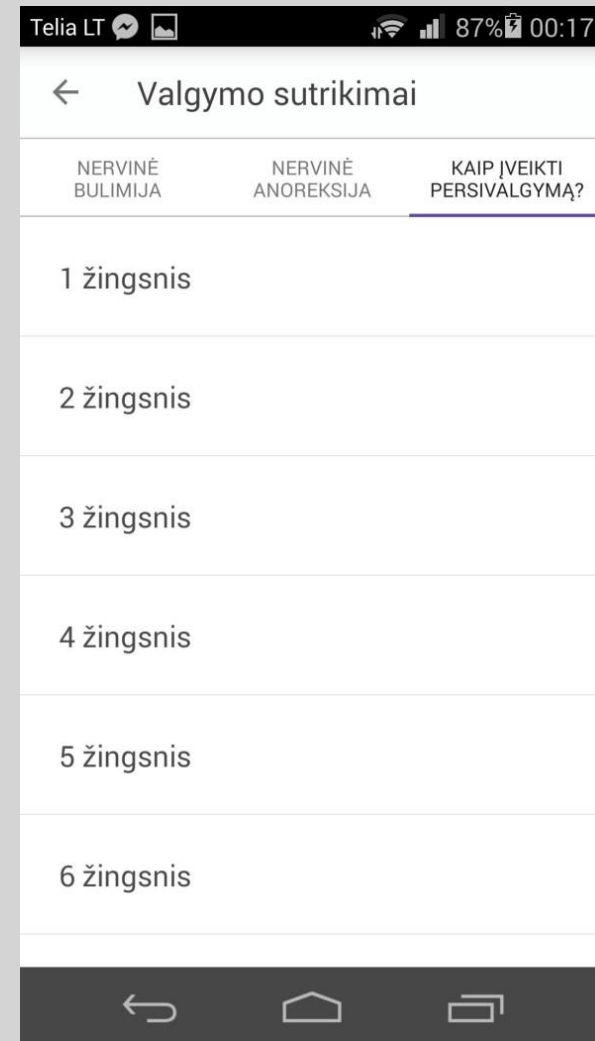 Telia LT 87% 00:17
Valgymo sutrikimai
NERVINĖ
BULIMIJA
NERVINĖ
ANOREKSIJA
KAIP ĮVEIKTI
PERSIVALGYMĄ?
1 žingsnis
2 žingsnis
3 žingsnis
4 žingsnis
5 žingsnis
6 žingsnis